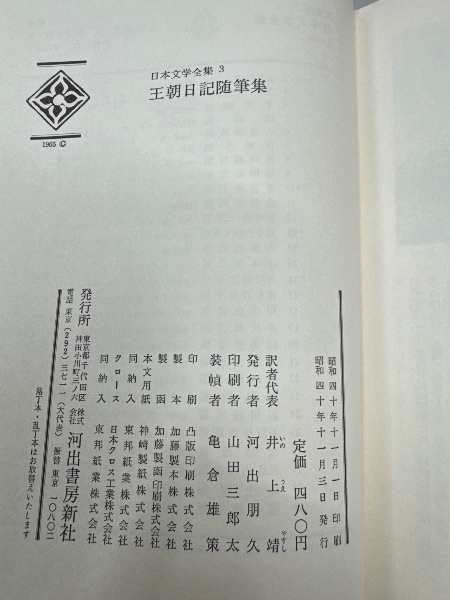 日本文学全集 3
王朝日記随筆集
1965 ©
昭和四十年十一月一日印刷
昭和四十年十一月三日発行
定価 四八〇円
訳者代表 井上靖
いの うえ やすし
発行者 河出朋久
印刷者 山田三郎太
装幀者 亀倉雄策
印刷 凸版印刷株式会社
製本 加藤製本株式会社
製函 加藤製函印刷株式会社
本文用紙 神崎製紙株式会社
同納入 東邦紙業株式会社
クロース 日本クロス工業株式会社
同納入 東邦紙業株式会社
発行所 株式会社 河出書房新社
東京都千代田区
神田小川町三ノ六
電話 東京(292)三七一一(大代表) 振替 東京 一〇八〇二
落丁本・乱丁本はお取替えいたします